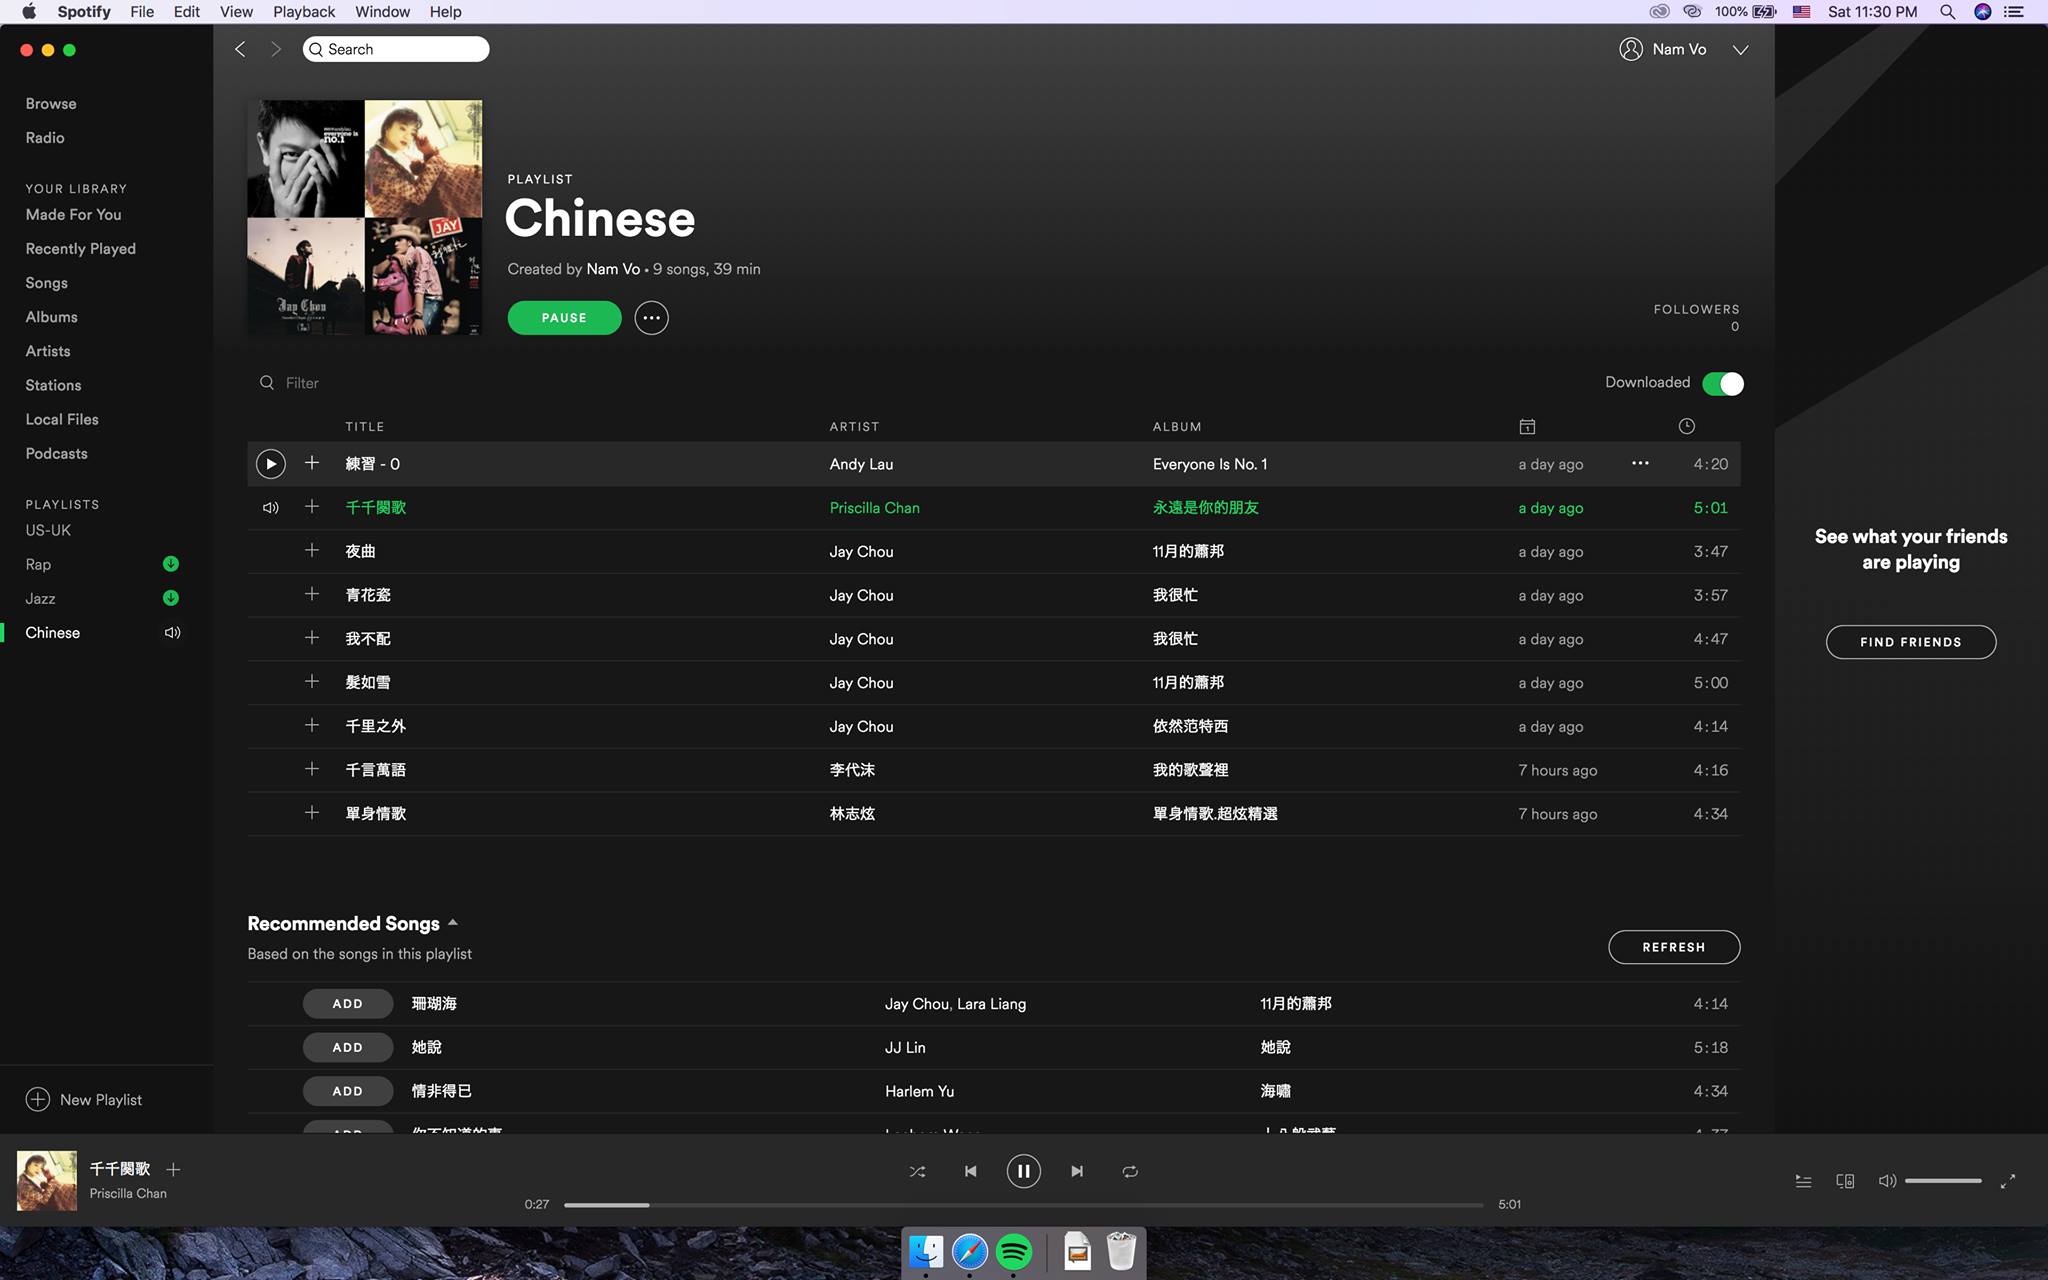 Spotify File Edit View Playback Window Help 100% Sat 11:30 PM
Search
Nam Vo
Browse
Radio
YOUR LIBRARY
Made For You
Recently Played
Songs
Albums
Artists
Stations
Local Files
Podcasts
PLAYLISTS
US-UK
Rap
Jazz
Chinese
New Playlist
everyone is
no.1
JAY
Jay Chou
PLAYLIST
Chinese
Created by Nam Vo • 9 songs, 39 min
PAUSE
FOLLOWERS
0
Filter
Downloaded
TITLE ARTIST ALBUM
練習 - O Andy Lau Everyone Is No. 1 a day ago 4:20
千千闋歌 Priscilla Chan 永遠是你的朋友 a day ago 5:01
夜曲 Jay Chou 11月的蕭邦 a day ago 3:47
青花瓷 Jay Chou 我很忙 a day ago 3:57
我不配 Jay Chou 我很忙 a day ago 4:47
髮如雪 Jay Chou 11月的蕭邦 a day ago 5:00
千里之外 Jay Chou 依然范特西 a day ago 4:14
千言萬語 李代沫 我的歌聲裡 7 hours ago 4:16
單身情歌 林志炫 單身情歌.超炫精選 7 hours ago 4:34
Recommended Songs
Based on the songs in this playlist
REFRESH
ADD 珊瑚海 Jay Chou, Lara Liang 11月的蕭邦 4:14
ADD 她說 JJ Lin 她說 5:18
ADD 情非得已 Harlem Yu 海嘯 4:34
See what your friends
are playing
FIND FRIENDS
千千闋歌
Priscilla Chan
0:27 5:01